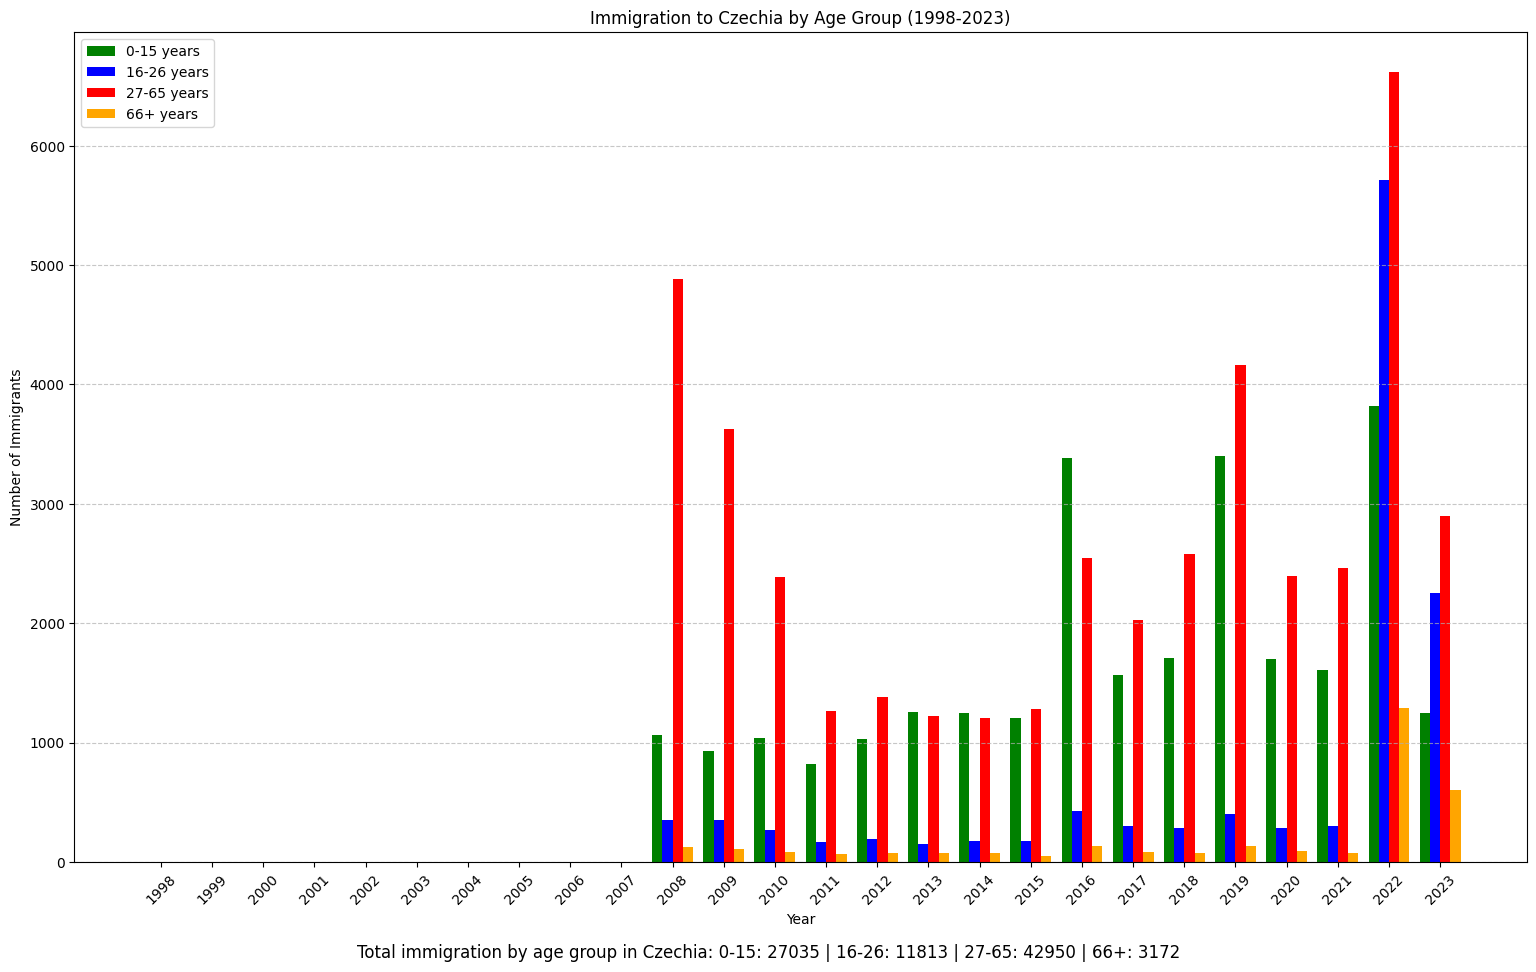 Immigration to Czechia by Age Group (1998-2023)
0-15 years
16-26 years
27-65 years
66+ years
Number of Immigrants
6000
5000
4000
3000
2000
1000
0
1998 1999 2000 2001 2002 2003 2004 2005 2006 2007 2008 2009 2010 2011 2012 2013 2014 2015 2016 2017 2018 2019 2020 2021 2022 2023
Year
Total immigration by age group in Czechia: 0-15: 27035 | 16-26: 11813 | 27-65: 42950 | 66+: 3172